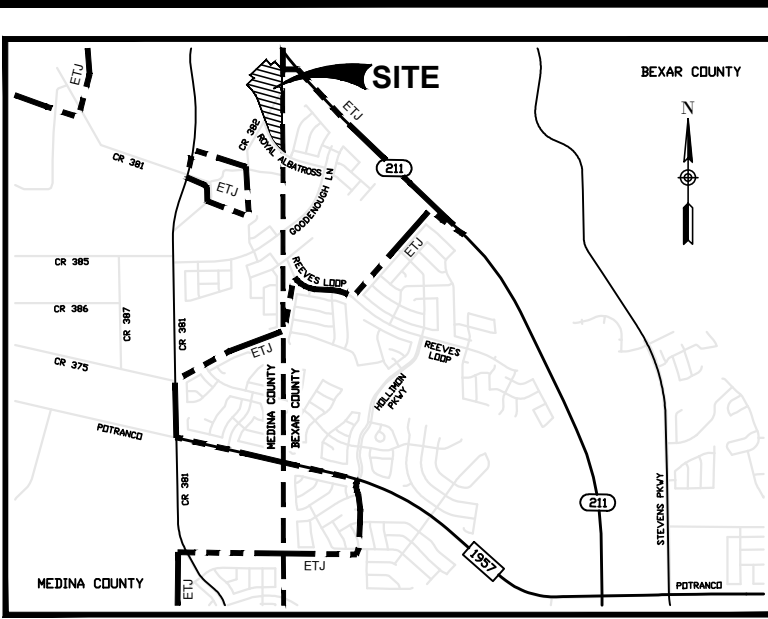 ETJ
SITE
BEXAR COUNTY
ETJ
N
CR 382
CR 381
ROYAL ALBATROSS
211
ETJ
GOODENOUGH LN
ETJ
CR 385
REEVES LOOP
CR 386
CR 387
CR 381
ETJ
REEVES
LOOP
CR 375
MEDINA COUNTY
BEXAR COUNTY
HOLLIMON
PKWY
POTRANCO
CR 381
211
STEVENS PKWY
1957
ETJ
MEDINA COUNTY
ETJ
POTRANCO